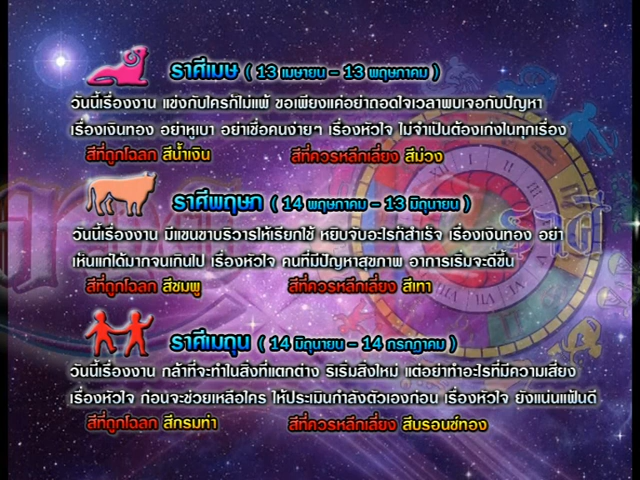 ราศีเมษ ( 13 เมษายน - 13 พฤษภาคม )
วันนี้เรื่องงาน แข่งกับใครก็ไม่แพ้ ขอเพียงแค่อย่าถอดใจเวลาพบเจอกับปัญหา
เรื่องเงินทอง อย่าหูเบา อย่าเชื่อคนง่ายๆ เรื่องหัวใจ ไม่จำเป็นต้องเก่งในทุกเรื่อง
สีที่ถูกโฉลก สีน้ำเงิน สีที่ควรหลีกเลี่ยง สีม่วง
ราศีพฤษภ ( 14 พฤษภาคม - 13 มิถุนายน )
วันนี้เรื่องงาน มีแขนขาบริวารให้เรียกใช้ หยิบจับอะไรก็สำเร็จ เรื่องเงินทอง อย่า
เห็นแก่ได้มากจนเกินไป เรื่องหัวใจ คนที่มีปัญหาสุขภาพ อาการเริ่มจะดีขึ้น
สีที่ถูกโฉลก สีชมพู สีที่ควรหลีกเลี่ยง สีเทา
ราศี
ราศีเมถุน ( 14 มิถุนายน - 14 กรกฎาคม )
วันนี้เรื่องงาน กล้าที่จะทำในสิ่งที่แตกต่าง ริเริ่มสิ่งใหม่ แต่อย่าทำอะไรที่มีความเสี่ยง
เรื่องหัวใจ ก่อนจะช่วยเหลือใคร ให้ประเมินกำลังตัวเองก่อน เรื่องหัวใจ ยังแน่นแฟ้นดี
สีที่ถูกโฉลก สีกรมท่า สีที่ควรหลีกเลี่ยง สีบรอนซ์ทอง